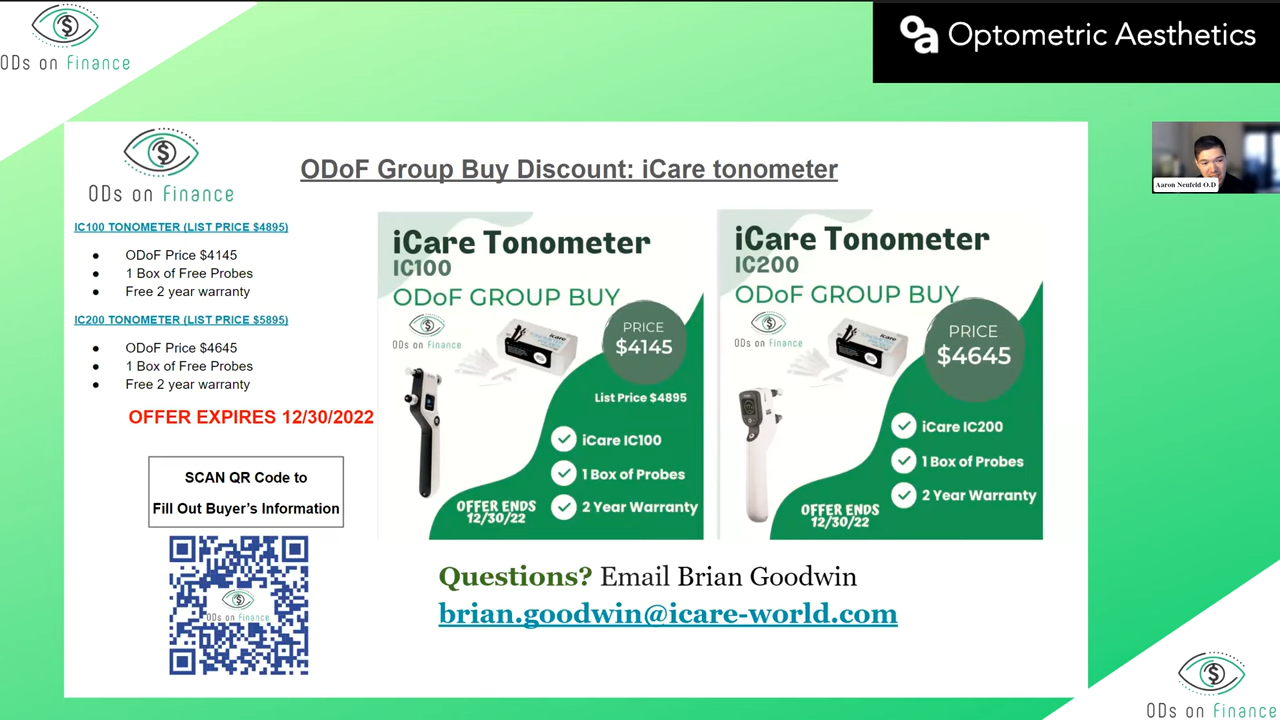 ODs on Finance
Optometric Aesthetics
Aaron Neufeld O.D
ODs on Finance
ODoF Group Buy Discount: iCare tonometer
IC100 TONOMETER (LIST PRICE $4895)
● ODoF Price $4145
● 1 Box of Free Probes
● Free 2 year warranty
IC200 TONOMETER (LIST PRICE $5895)
● ODoF Price $4645
● 1 Box of Free Probes
● Free 2 year warranty
OFFER EXPIRES 12/30/2022
SCAN QR Code to
Fill Out Buyer's Information
ODs on Finance
iCare Tonometer
IC100
ODoF GROUP BUY
ODs on Finance
icare
PRICE
$4145
List Price $4895
iCare IC100
1 Box of Probes
2 Year Warranty
OFFER ENDS
12/30/22
iCare Tonometer
IC200
ODoF GROUP BUY
ODs on Finance
icare
PRICE
$4645
iCare IC200
1 Box of Probes
2 Year Warranty
OFFER ENDS
12/30/22
Questions? Email Brian Goodwin
brian.goodwin@icare-world.com
ODs on Finance